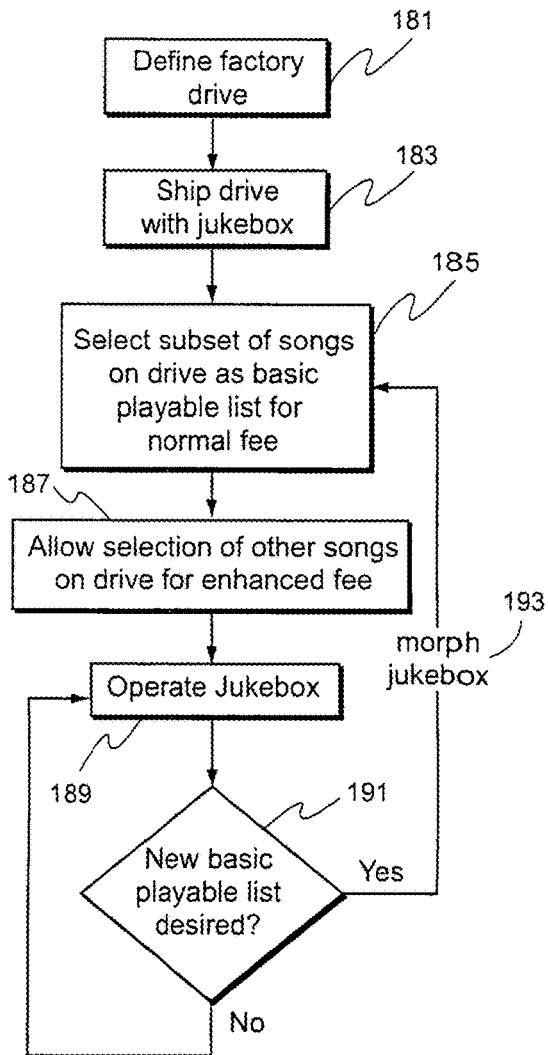 181
Define factory
drive
183
Ship drive
with jukebox
185
Select subset of songs
on drive as basic
playable list for
normal fee
187
Allow selection of other songs
on drive for enhanced fee
193
morph
jukebox
Operate Jukebox
189
191
New basic
playable list
desired?
Yes
No